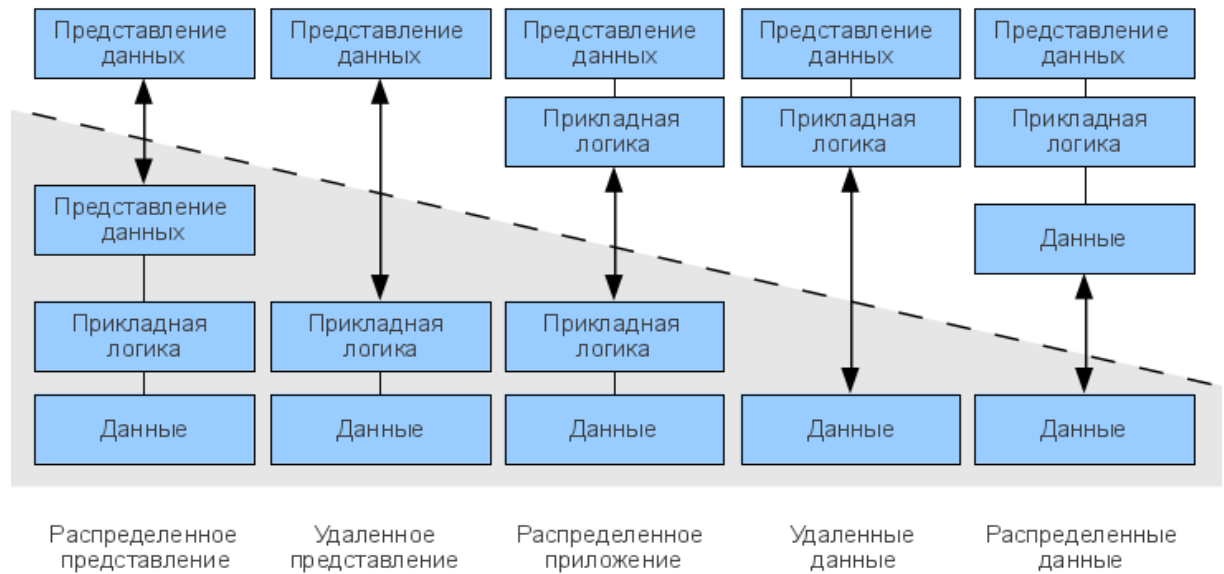 Представление
данных
Представление
данных
Представление
данных
Представление
данных
Представление
данных
Прикладная
логика
Прикладная
логика
Прикладная
логика
Представление
данных
Данные
Прикладная
логика
Прикладная
логика
Прикладная
логика
Данные
Данные
Данные
Данные
Данные
Распределенное
представление
Удаленное
представление
Распределенное
приложение
Удаленные
данные
Распределенные
данные